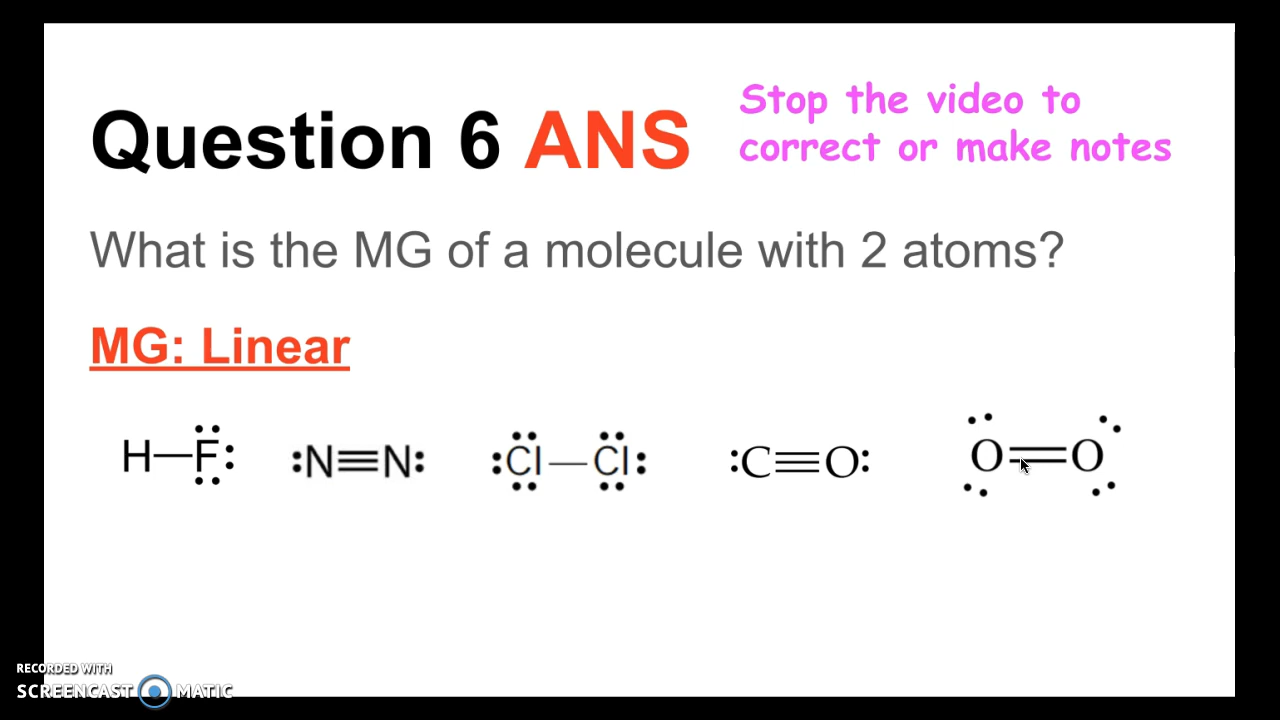 Question 6 ANS
Stop the video to
correct or make notes
What is the MG of a molecule with 2 atoms?
MG: Linear
H—F: :N≡N: :Cl—Cl: :C≡O: O=O
RECORDED WITH
SCREENCAST MATIC